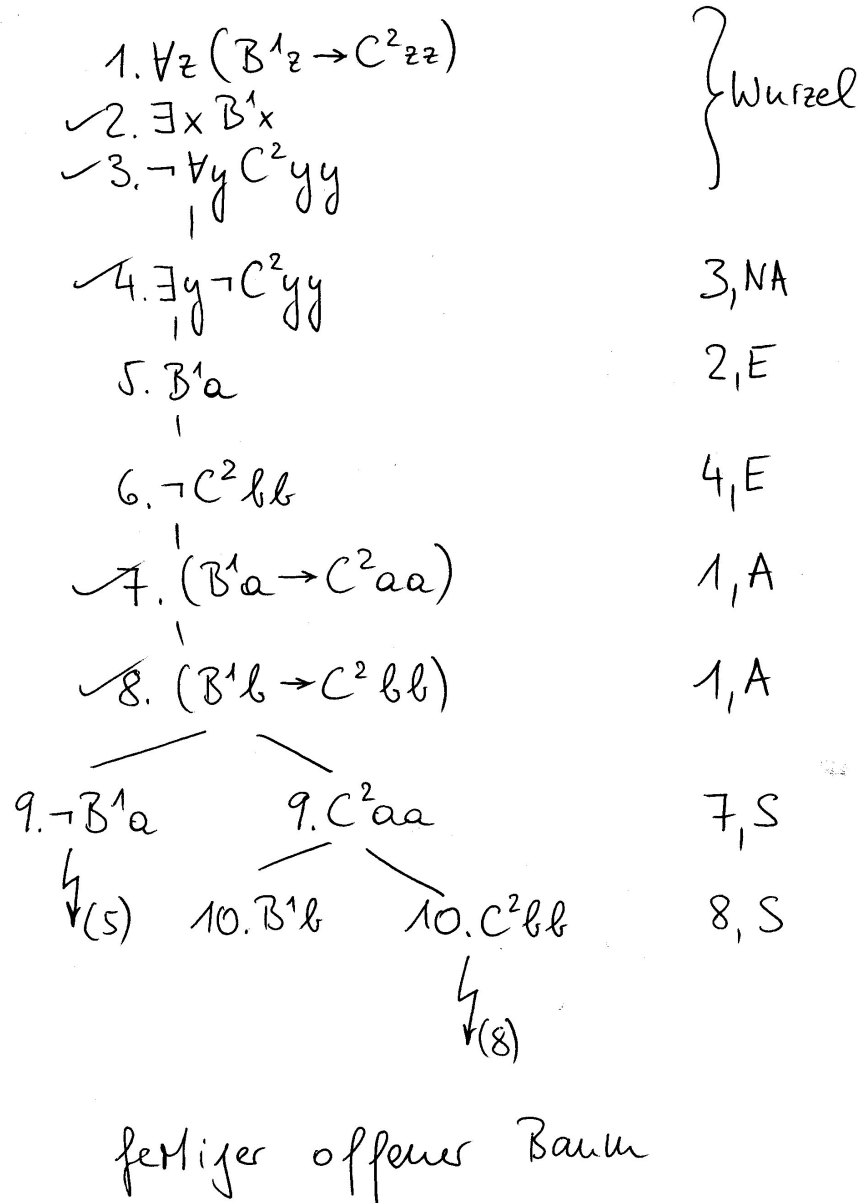 1. ∀z (B¹z → C²zz) } Wurzel
✓2. ∃x B¹x
✓3. ¬∀y C²yy
✓4. ∃y¬C²yy 3, NA
5. B¹a 2, E
6. ¬C²bb 4, E
✓7. (B¹a → C²aa) 1, A
✓8. (B¹b → C²bb) 1, A
9. ¬B¹a 9. C²aa 7, S
(5) 10. B¹b 10. C²bb 8, S
(8)
fertiger offener Baum